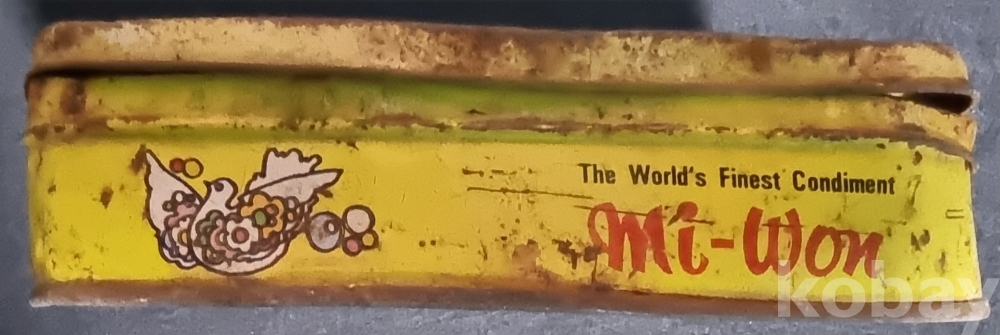 The World's Finest Condiment
Mi-Won
kobay